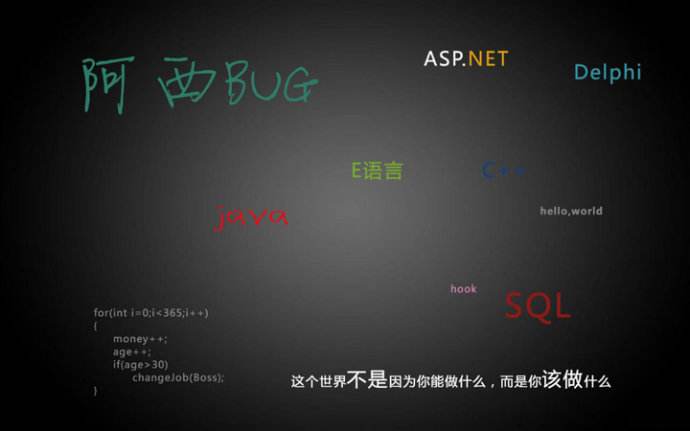 阿西BUG
ASP.NET
Delphi
E语言
C++
java
hello,world
hook
SQL
for(int i=0;i<365;i++)
{
money++;
age++;
if(age>30)
changeJob(Boss);
}
这个世界不是因为你能做什么，而是你该做什么